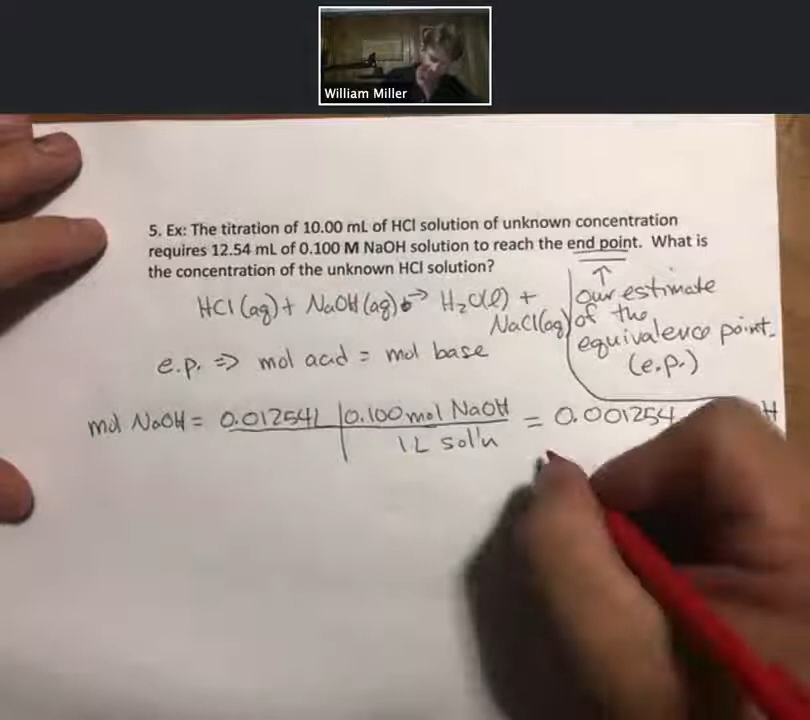 William Miller
5. Ex: The titration of 10.00 mL of HCl solution of unknown concentration
requires 12.54 mL of 0.100 M NaOH solution to reach the end point. What is
the concentration of the unknown HCl solution?
HCl(aq) + NaOH(aq) → H₂O(l) +
NaCl(aq)
↑
our estimate
of the
equivalence point.
(e.p.)
e.p. ⇒ mol acid = mol base
mol NaOH = 0.01254L | 0.100 mol NaOH = 0.001254
1 L sol'n